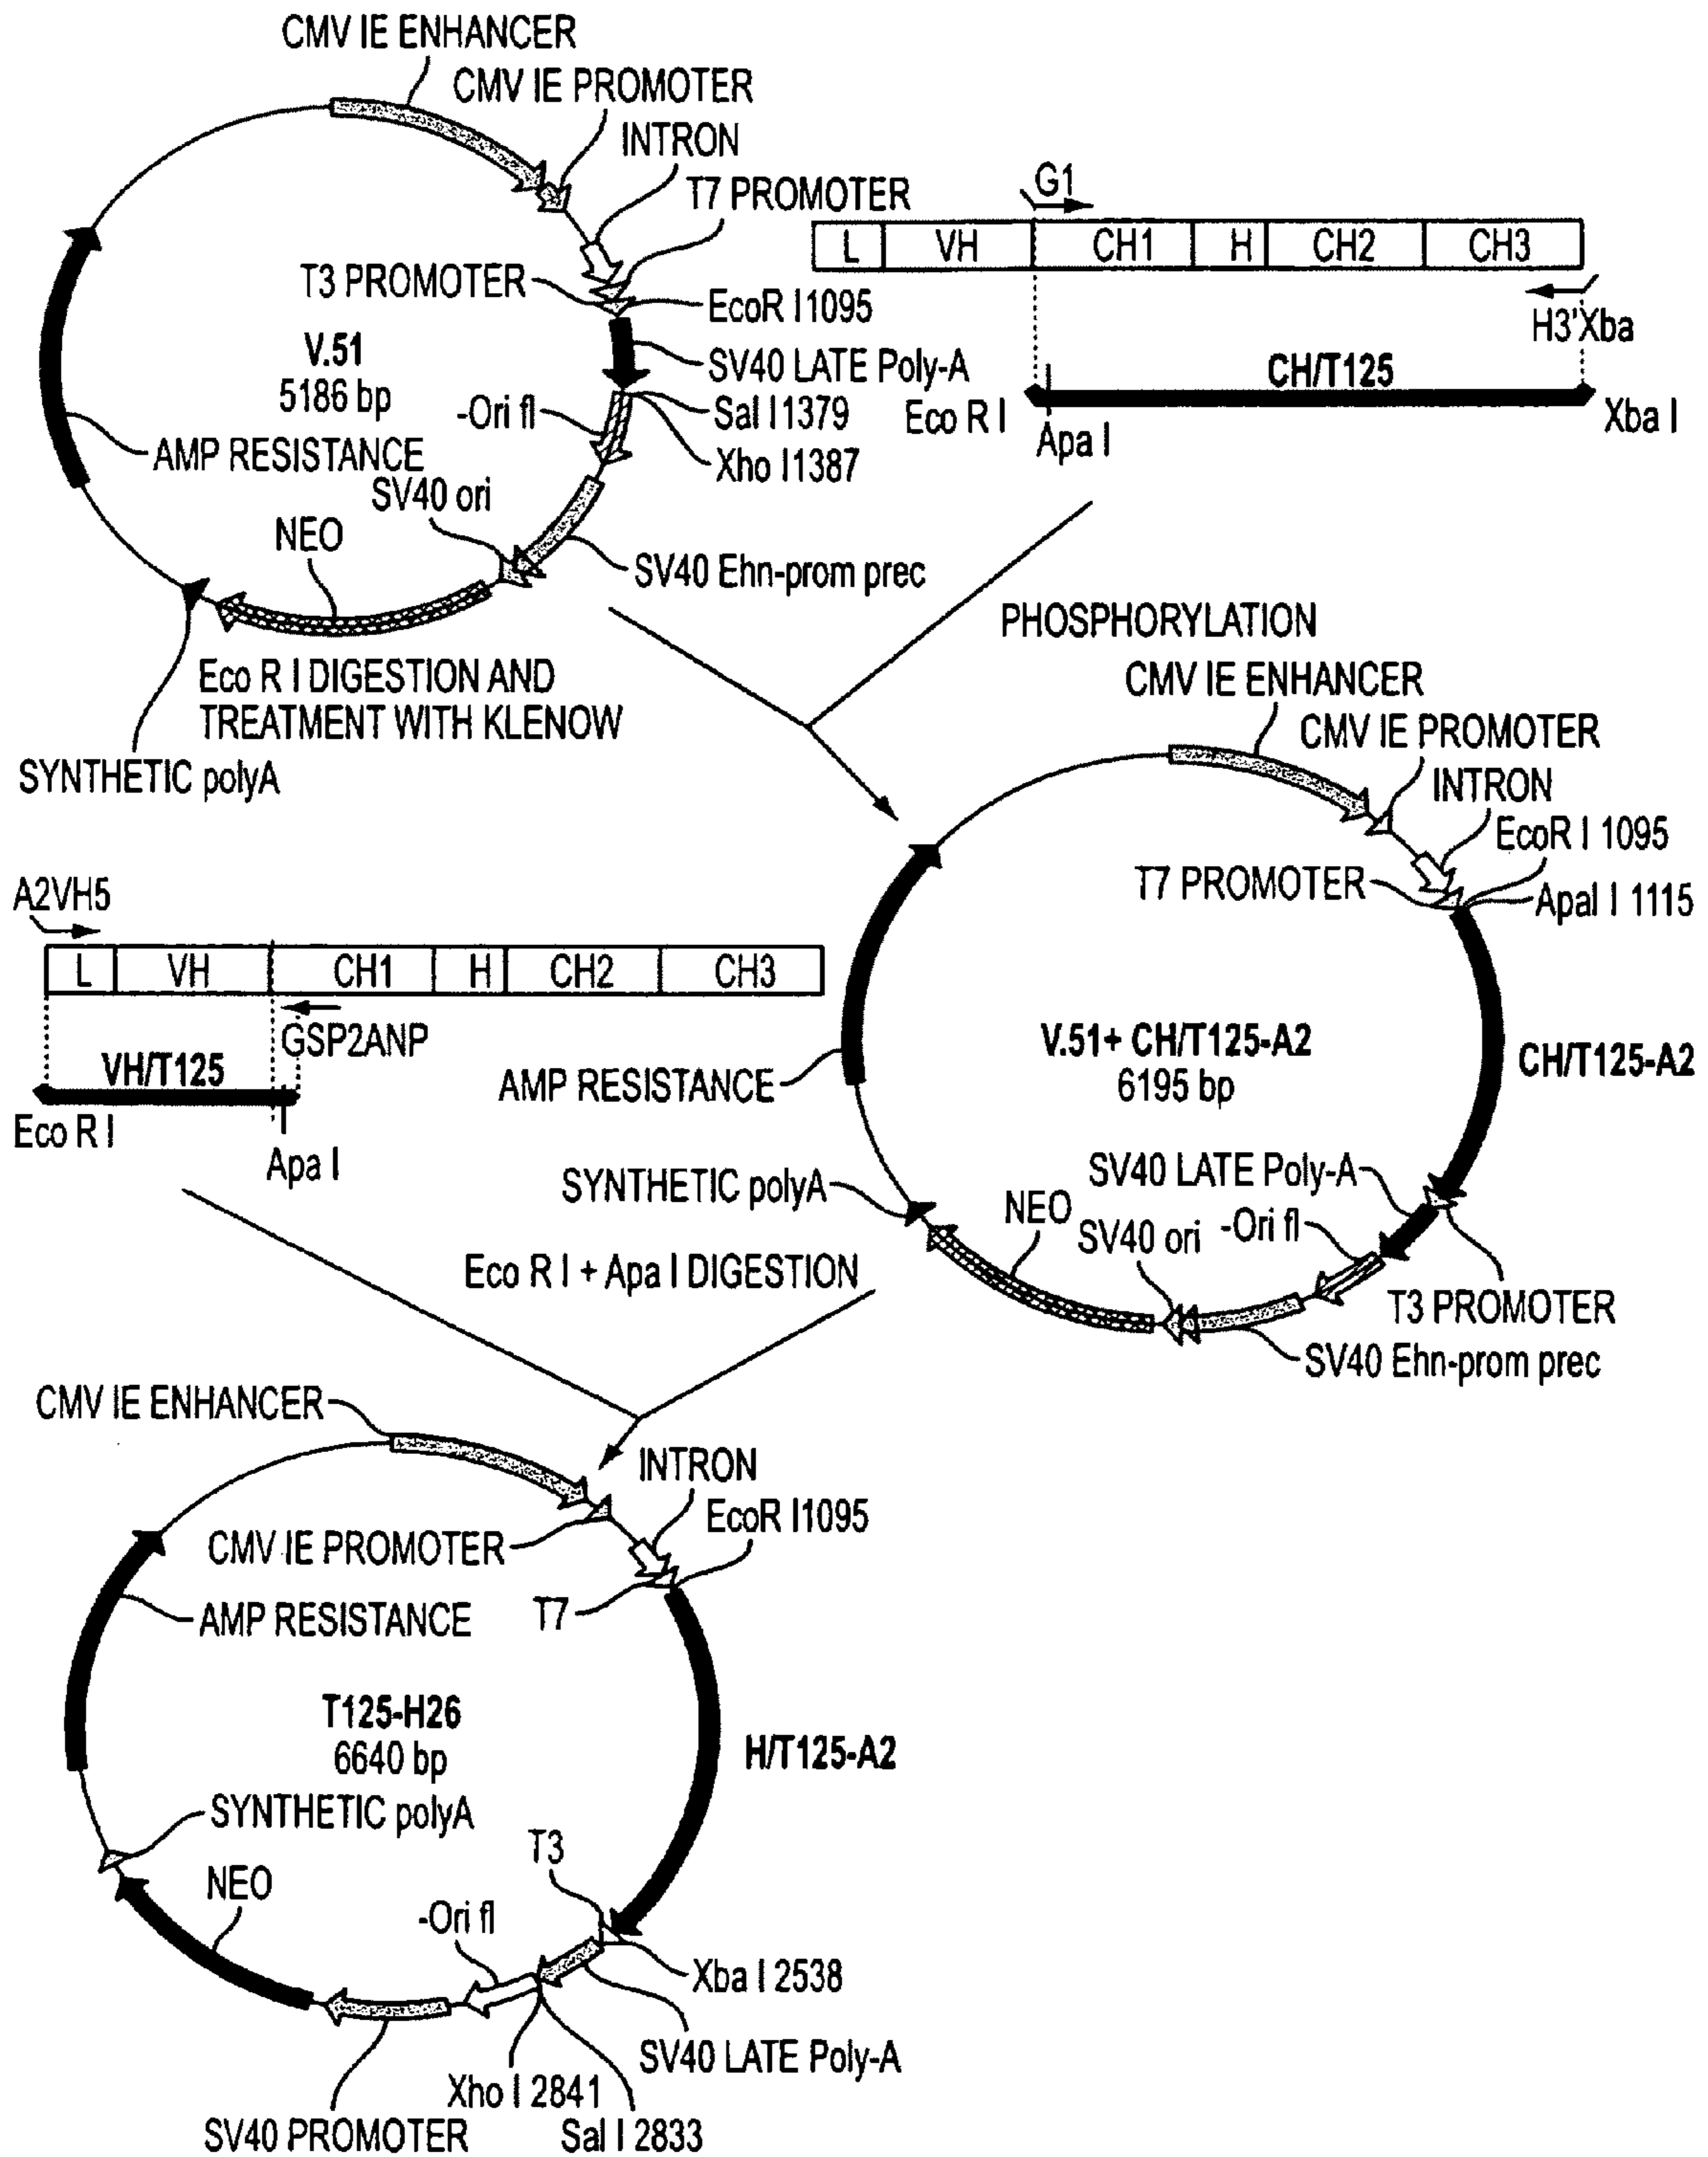 CMV IE ENHANCER
CMV IE PROMOTER
INTRON
T7 PROMOTER
T3 PROMOTER
EcoR I1095
V.51
5186 bp
SV40 LATE Poly-A
-Ori fl
Sal I1379
Xho I1387
AMP RESISTANCE
SV40 ori
NEO
SV40 Ehn-prom prec
Eco R I DIGESTION AND
TREATMENT WITH KLENOW
SYNTHETIC polyA
G1
L VH CH1 H CH2 CH3
H3'Xba
CH/T125
Eco R I
Apa I
Xba I
PHOSPHORYLATION
CMV IE ENHANCER
CMV IE PROMOTER
INTRON
EcoR I 1095
T7 PROMOTER
Apal I 1115
V.51+ CH/T125-A2
6195 bp
CH/T125-A2
AMP RESISTANCE
SV40 LATE Poly-A
SYNTHETIC polyA
NEO
SV40 ori
-Ori fl
T3 PROMOTER
SV40 Ehn-prom prec
A2VH5
L VH CH1 H CH2 CH3
GSP2ANP
VH/T125
Eco R I
Apa I
Eco R I + Apa I DIGESTION
CMV IE ENHANCER
INTRON
EcoR I1095
CMV IE PROMOTER
T7
AMP RESISTANCE
T125-H26
6640 bp
H/T125-A2
SYNTHETIC polyA
T3
NEO
-Ori fl
Xba I 2538
SV40 LATE Poly-A
Xho I 2841
SV40 PROMOTER
Sal I 2833